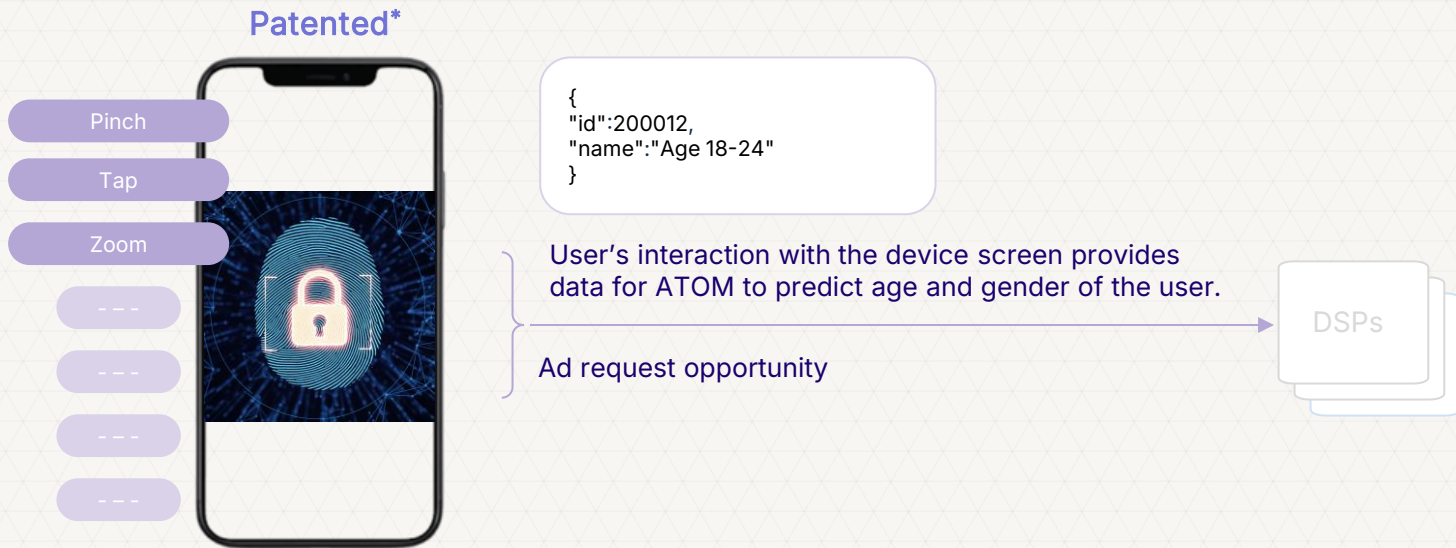 Patented*
Pinch
Tap
Zoom
- – -
- – -
- – -
- – -
{
"id":200012,
"name":"Age 18-24"
}
User’s interaction with the device screen provides
data for ATOM to predict age and gender of the user.
Ad request opportunity
DSPs